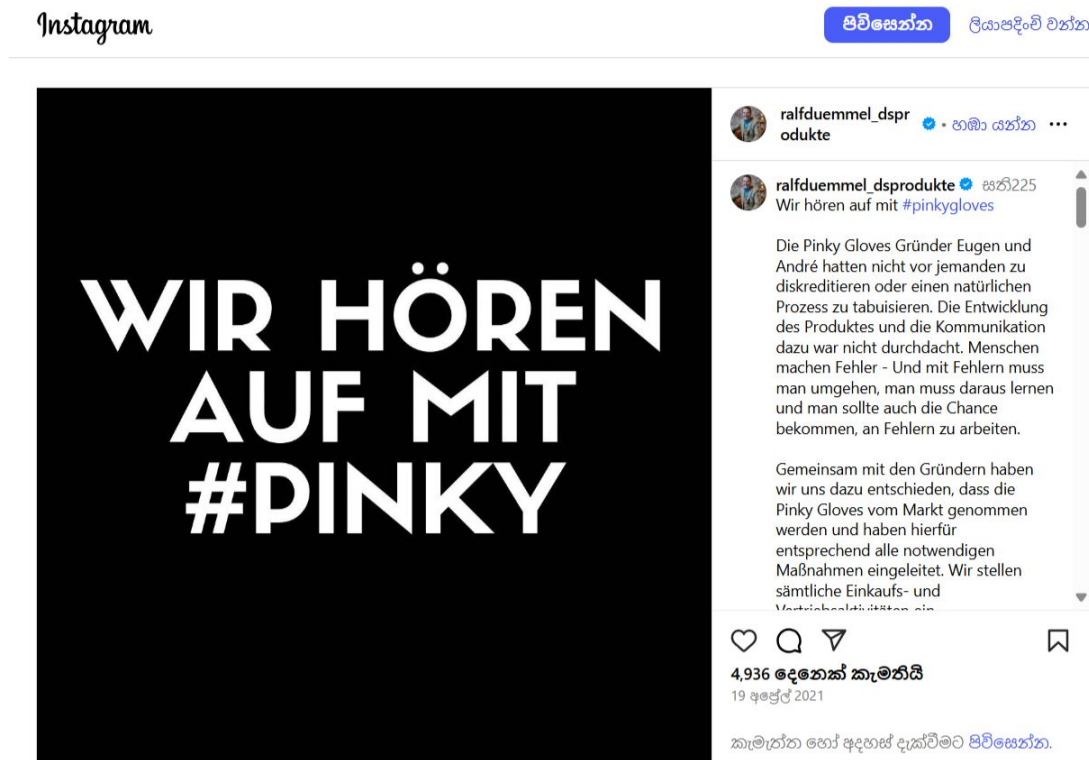 Instagram
පිවිසෙන්න
ලියාපදිංචි වන්න
WIR HÖREN
AUF MIT
#PINKY
ralfduemmel_dspr
odukte • හඹා යන්න •••
ralfduemmel_dsprodukte සති225
Wir hören auf mit #pinkygloves
Die Pinky Gloves Gründer Eugen und
André hatten nicht vor jemanden zu
diskreditieren oder einen natürlichen
Prozess zu tabuisieren. Die Entwicklung
des Produktes und die Kommunikation
dazu war nicht durchdacht. Menschen
machen Fehler - Und mit Fehlern muss
man umgehen, man muss daraus lernen
und man sollte auch die Chance
bekommen, an Fehlern zu arbeiten.
Gemeinsam mit den Gründern haben
wir uns dazu entschieden, dass die
Pinky Gloves vom Markt genommen
werden und haben hierfür
entsprechend alle notwendigen
Maßnahmen eingeleitet. Wir stellen
sämtliche Einkaufs- und
Vertriebsaktivitäten ein
4,936 දෙනෙක් කැමතියි
19 අප්‍රේල් 2021
කැමැත්ත හෝ අදහස් දැක්වීමට පිවිසෙන්න.